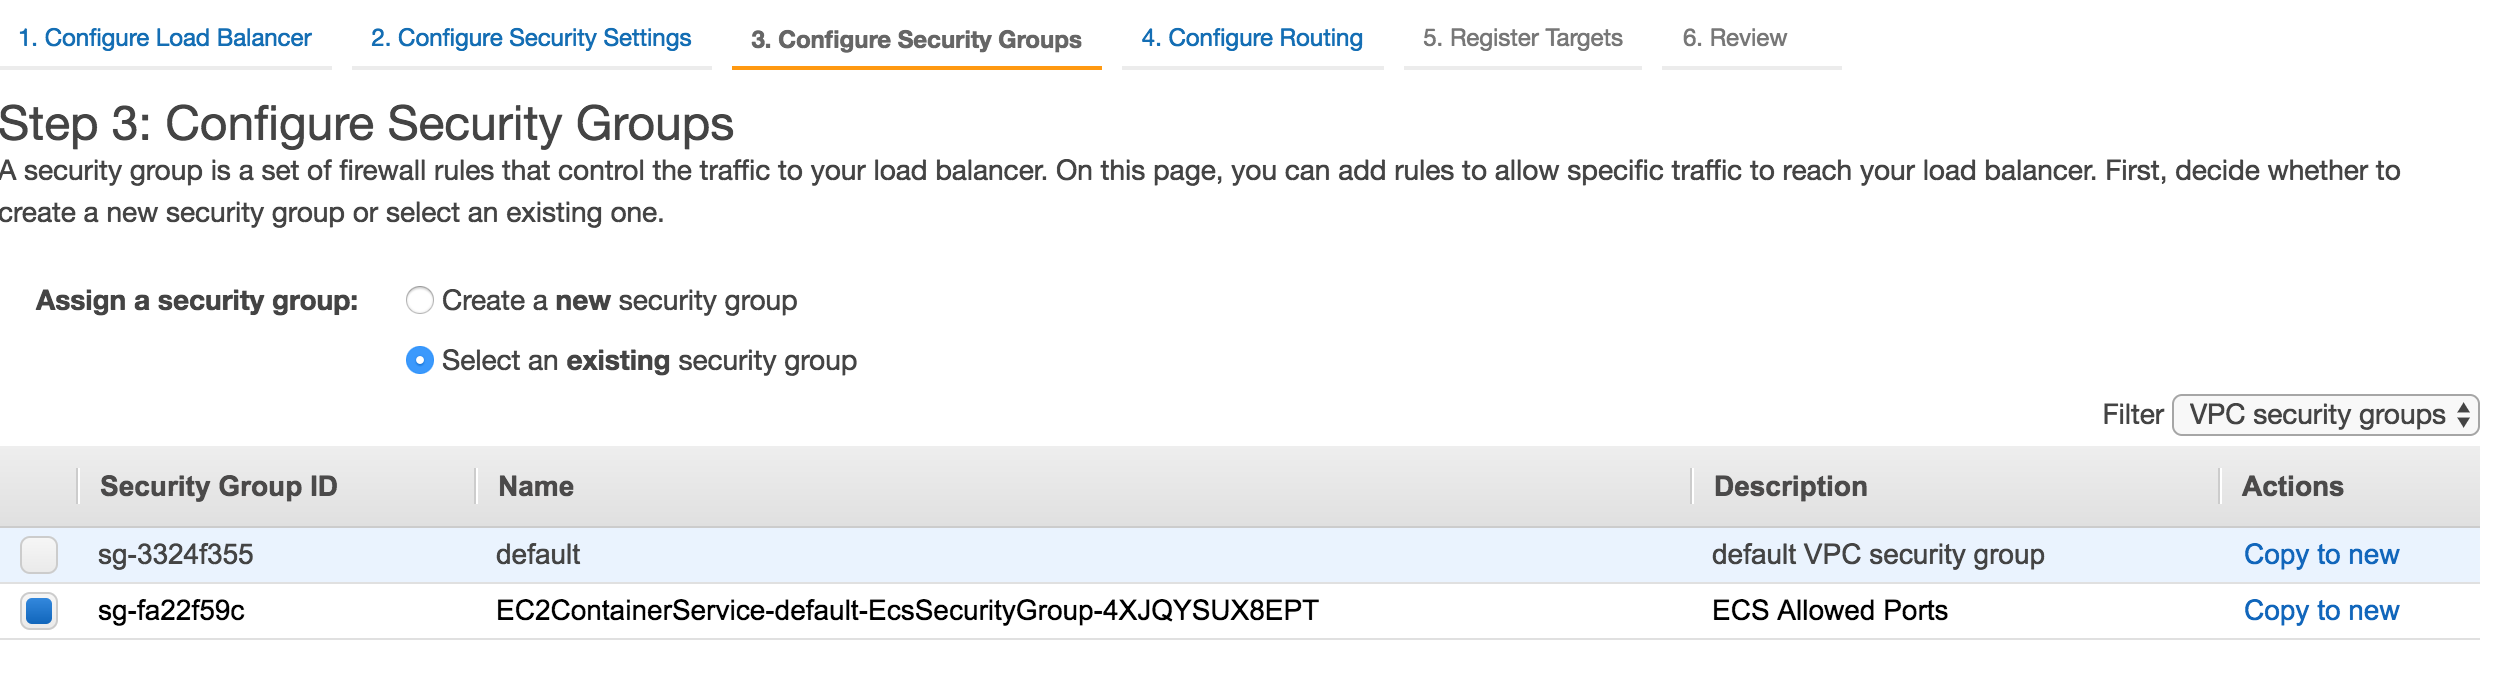 1. Configure Load Balancer 2. Configure Security Settings 3. Configure Security Groups 4. Configure Routing 5. Register Targets 6. Review
Step 3: Configure Security Groups
A security group is a set of firewall rules that control the traffic to your load balancer. On this page, you can add rules to allow specific traffic to reach your load balancer. First, decide whether to
create a new security group or select an existing one.
Assign a security group: Create a new security group
Select an existing security group
Filter VPC security groups
Security Group ID Name Description Actions
sg-3324f355 default default VPC security group Copy to new
sg-fa22f59c EC2ContainerService-default-EcsSecurityGroup-4XJQYSUX8EPT ECS Allowed Ports Copy to new